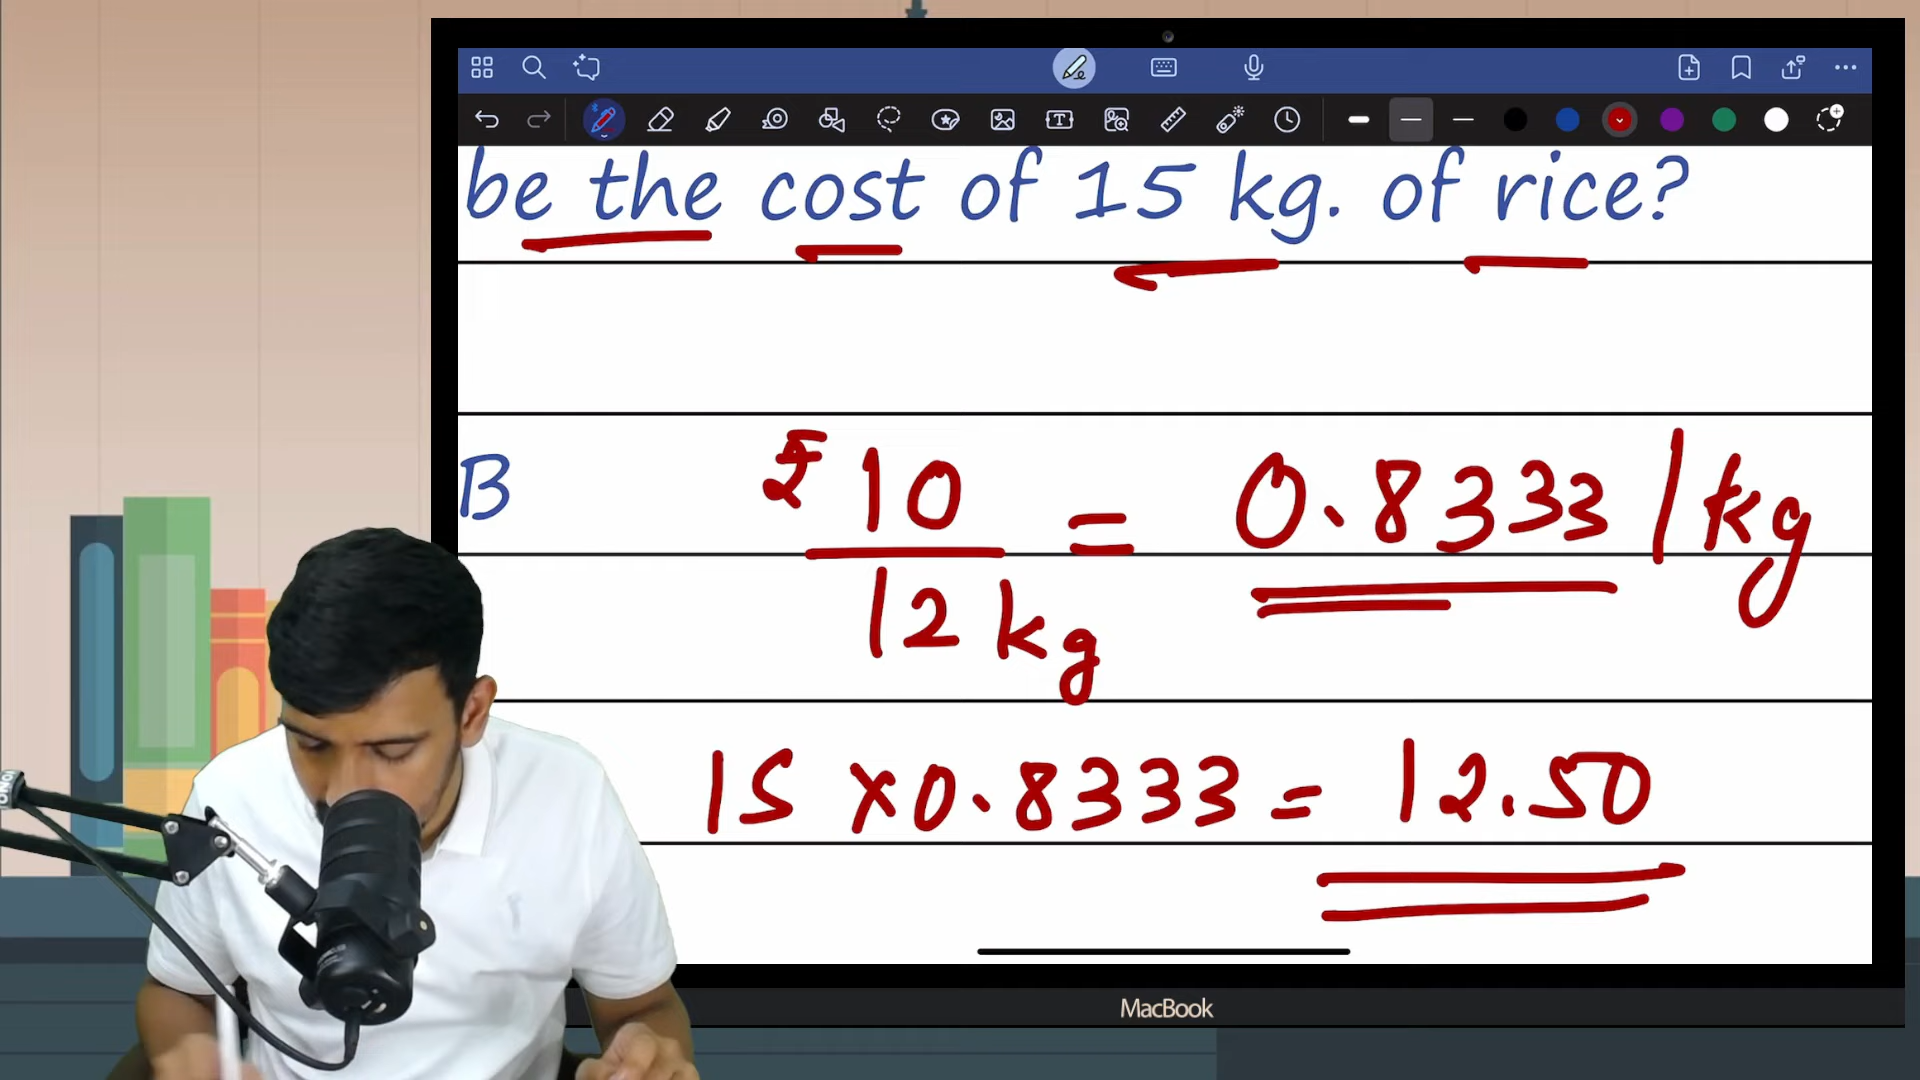 be the cost of 15 kg. of rice?
B
₹10 / 12 kg = 0.8333 /kg
15 x 0.8333 = 12.50
MacBook